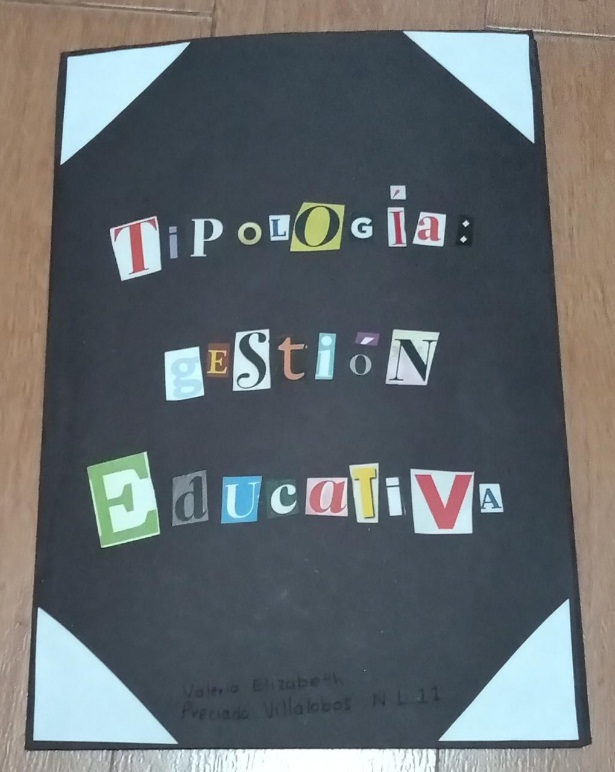 TiPOLOGía:
gEStióN
EducaTiVA
Valeria Elizabeth
Preciado Villalobos N L 11